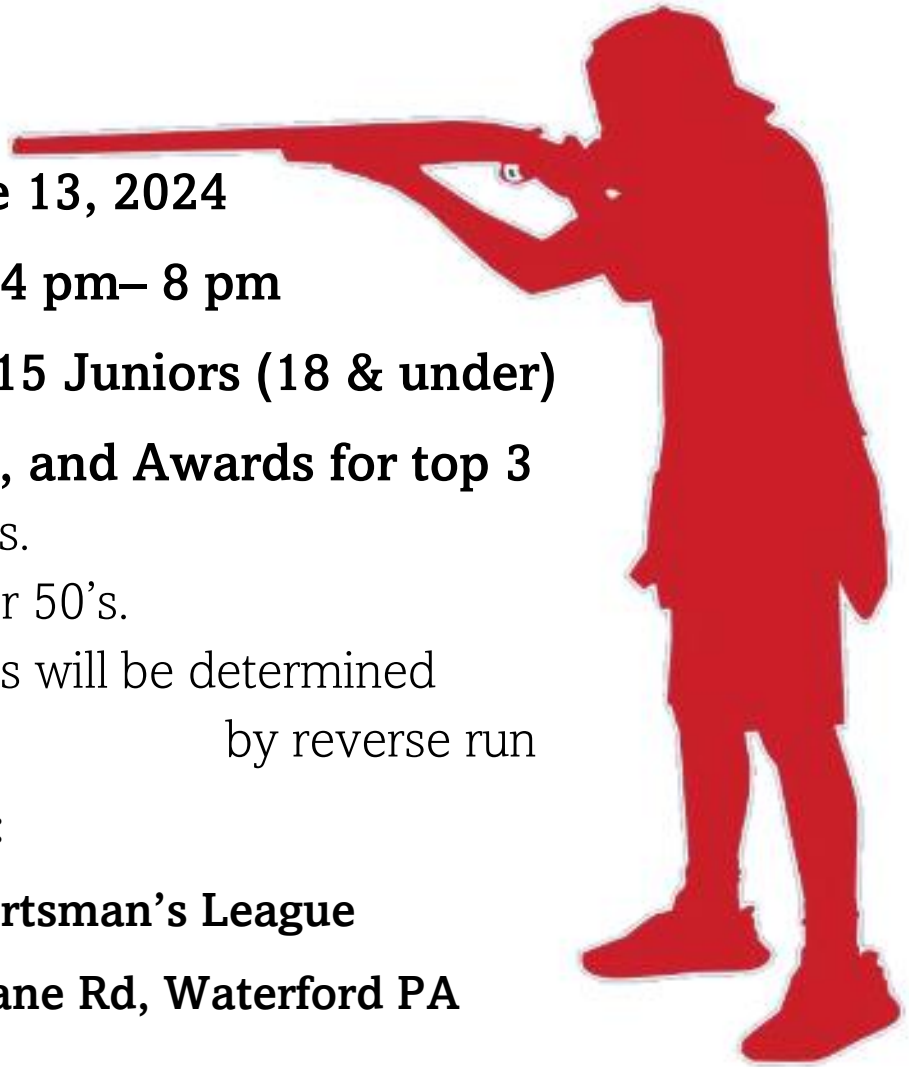 e 13, 2024
4 pm– 8 pm
15 Juniors (18 & under)
, and Awards for top 3
s.
r 50’s.
s will be determined
by reverse run
:
rtsman’s League
ane Rd, Waterford PA